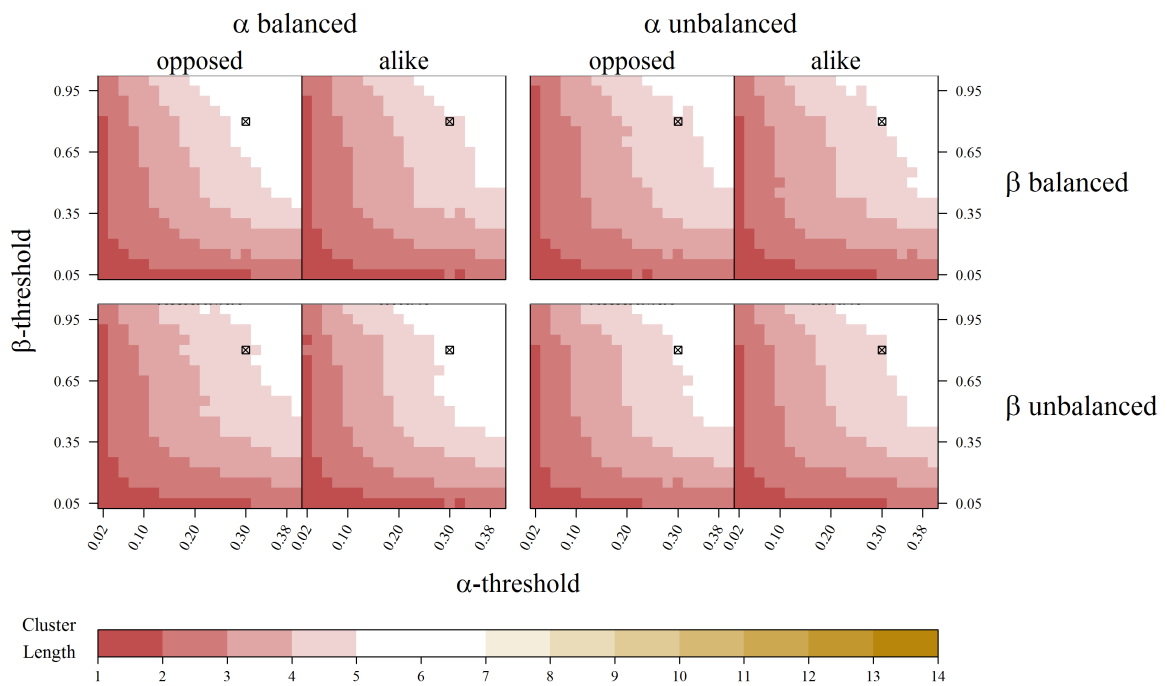 α balanced α unbalanced
opposed alike opposed alike
0.95 0.95
0.65 0.65
0.35 0.35
0.05 0.05
β balanced
β-threshold
0.95 0.95
0.65 0.65
0.35 0.35
0.05 0.05
β unbalanced
0.02 0.10 0.20 0.30 0.38 0.02 0.10 0.20 0.30 0.38 0.02 0.10 0.20 0.30 0.38 0.02 0.10 0.20 0.30 0.38
α-threshold
Cluster
Length
1 2 3 4 5 6 7 8 9 10 11 12 13 14